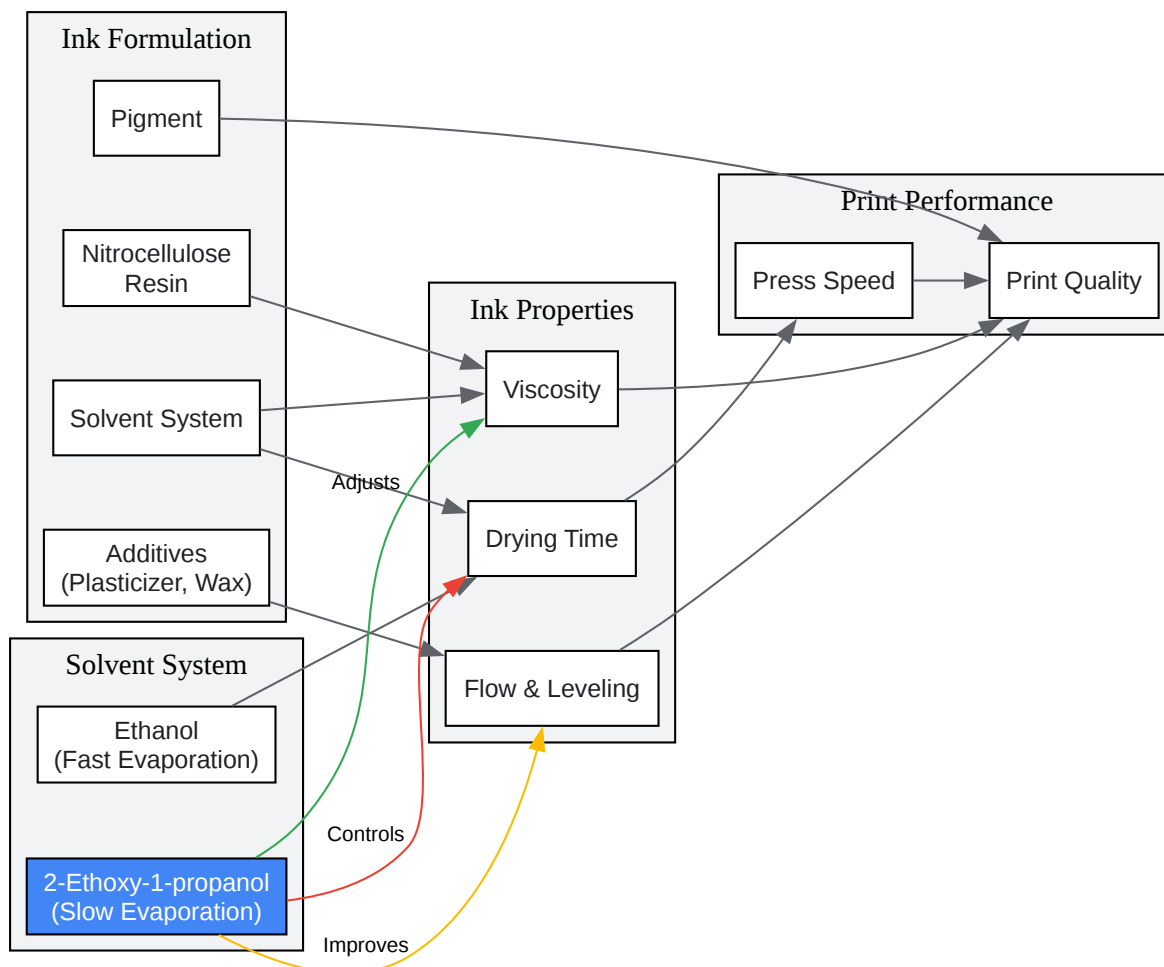 Ink Formulation
Pigment
Nitrocellulose
Resin
Solvent System
Additives
(Plasticizer, Wax)
Solvent System
Ethanol
(Fast Evaporation)
2-Ethoxy-1-propanol
(Slow Evaporation)
Adjusts
Controls
Improves
Ink Properties
Viscosity
Drying Time
Flow & Leveling
Print Performance
Press Speed
Print Quality